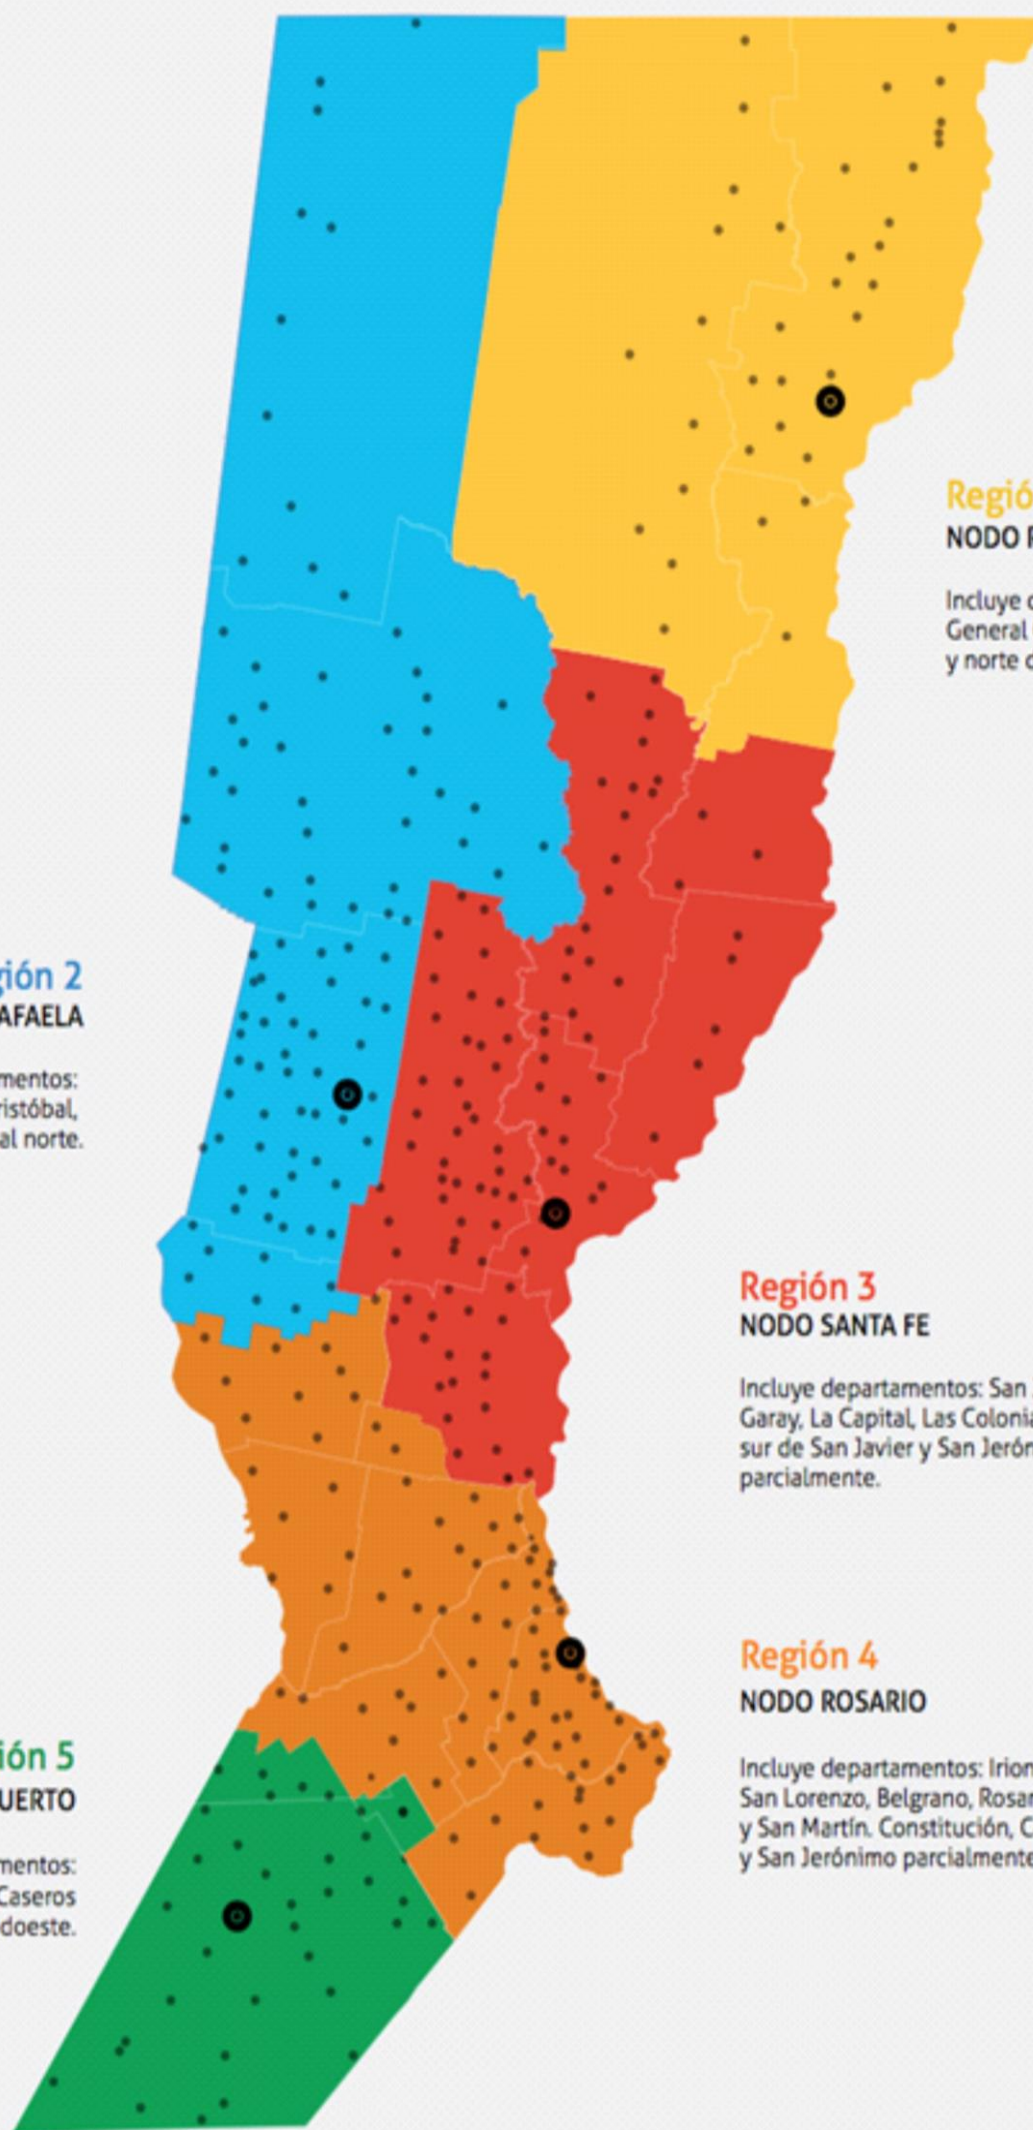 Regió
NODO
Incluye
General
y norte
gión 2
AFAELA
mentos:
ristóbal,
al norte.
Región 3
NODO SANTA FE
Incluye departamentos: San
Garay, La Capital, Las Colonia
sur de San Javier y San Jerón
parcialmente.
Región 4
NODO ROSARIO
Incluye departamentos: Irion
San Lorenzo, Belgrano, Rosar
y San Martín. Constitución, C
y San Jerónimo parcialmente
ión 5
UERTO
mentos:
Caseros
doeste.